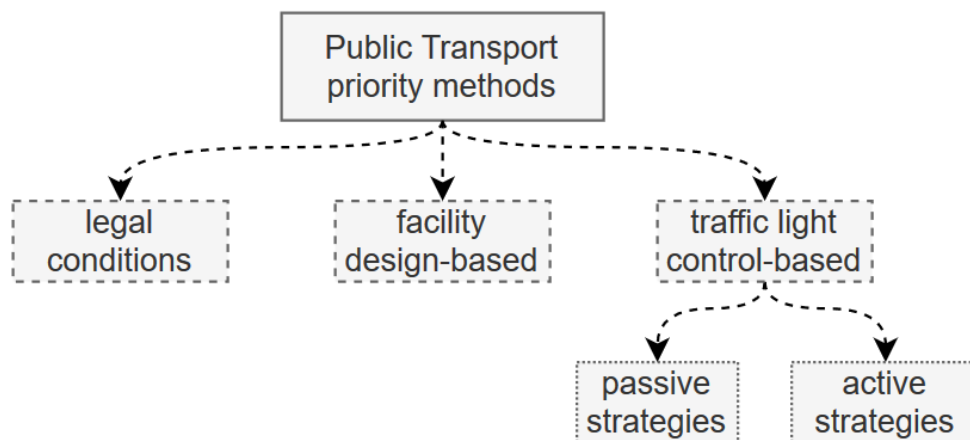 Public Transport
priority methods
legal
conditions
facility
design-based
traffic light
control-based
passive
strategies
active
strategies